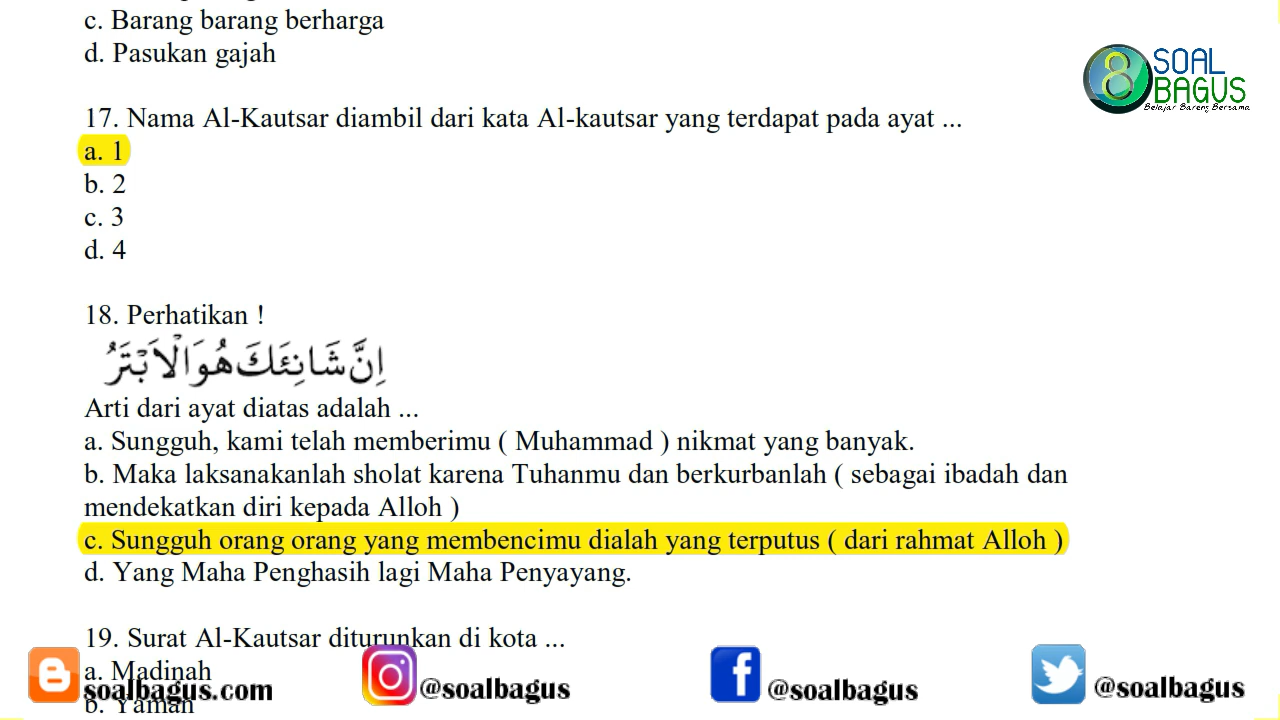 c. Barang barang berharga
d. Pasukan gajah
8 SOAL
BAGUS
Belajar Bareng Bersama
17. Nama Al-Kautsar diambil dari kata Al-kautsar yang terdapat pada ayat ...
a. 1
b. 2
c. 3
d. 4
18. Perhatikan !
اِنَّ شَانِئَكَ هُوَ الْاَبْتَرُ
Arti dari ayat diatas adalah ...
a. Sungguh, kami telah memberimu ( Muhammad ) nikmat yang banyak.
b. Maka laksanakanlah sholat karena Tuhanmu dan berkurbanlah ( sebagai ibadah dan
mendekatkan diri kepada Alloh )
c. Sungguh orang orang yang membencimu dialah yang terputus ( dari rahmat Alloh )
d. Yang Maha Penghasih lagi Maha Penyayang.
19. Surat Al-Kautsar diturunkan di kota ...
a. Madinah
b. Yaman
soalbagus.com
@soalbagus
@soalbagus
@soalbagus